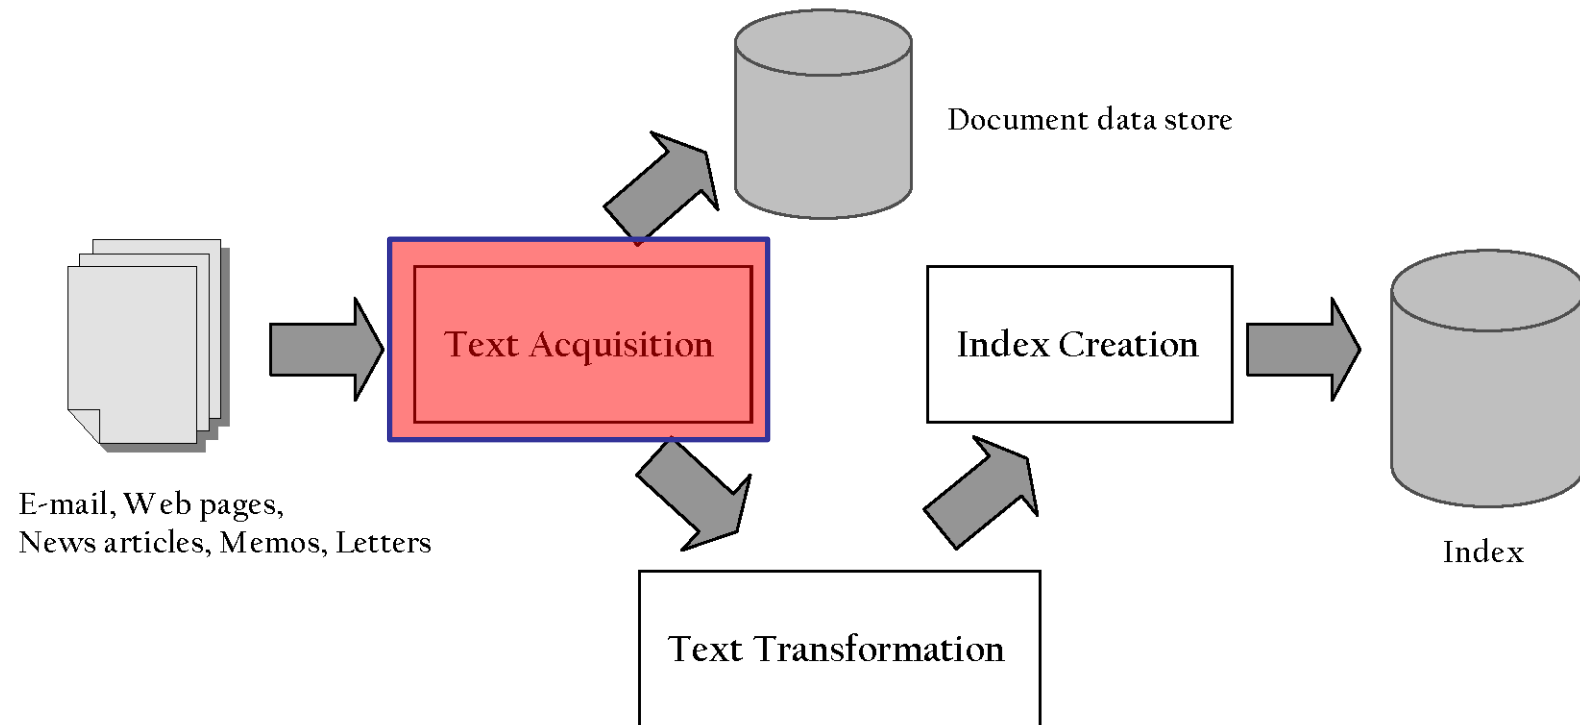 Document data store
Text Acquisition
Index Creation
E-mail, Web pages,
News articles, Memos, Letters
Index
Text Transformation